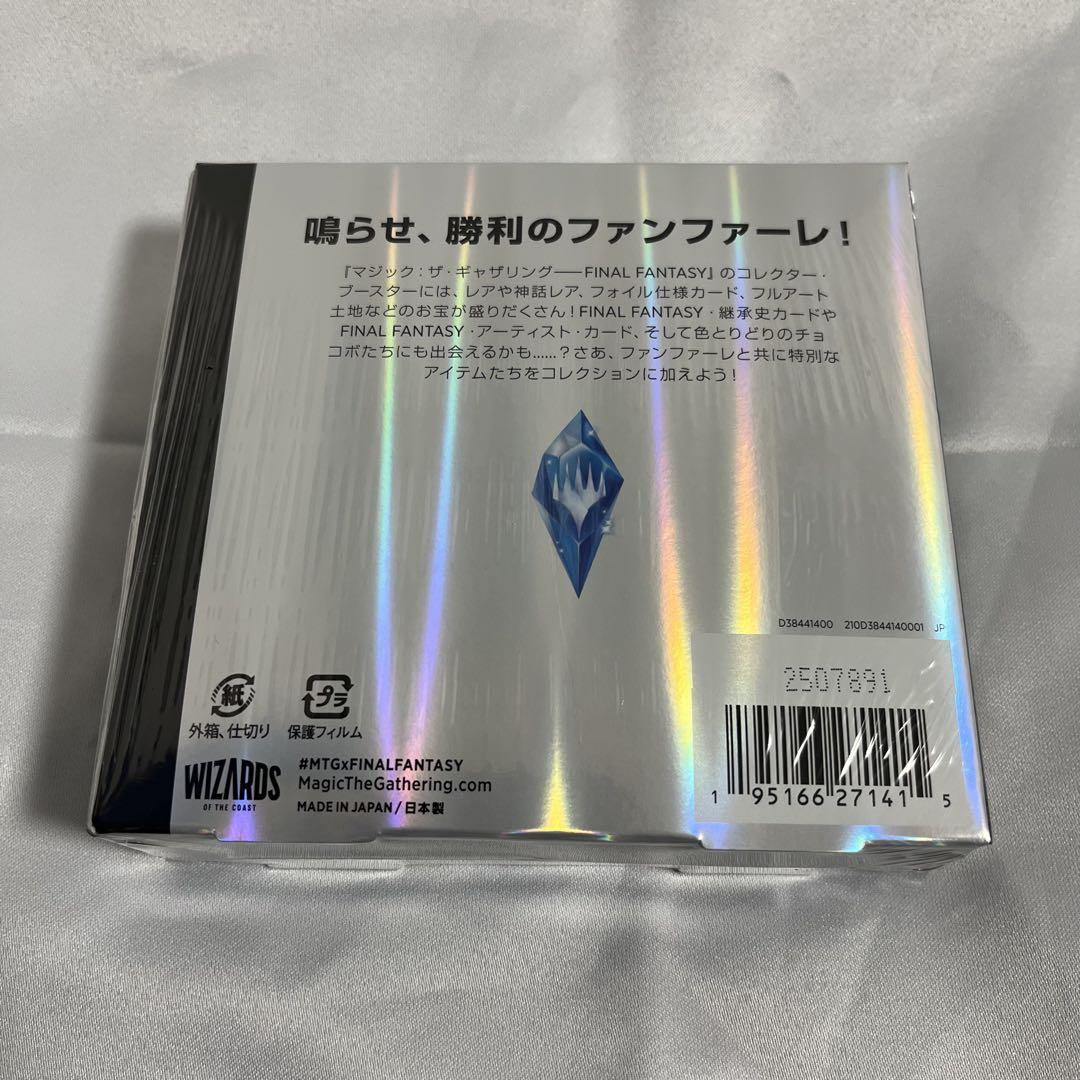 鳴らせ、勝利のファンファーレ！
『マジック：ザ・ギャザリング──FINAL FANTASY』のコレクター・
ブースターには、レアや神話レア、フォイル仕様カード、フルアート
土地などのお宝が盛りだくさん！FINAL FANTASY・継承史カードや
FINAL FANTASY・アーティスト・カード、そして色とりどりのチョ
コボたちにも出会えるかも……？さあ、ファンファーレと共に特別な
アイテムたちをコレクションに加えよう！
D38441400 210D3844140001 JP
2507891
1 95166 27141 5
紙
外箱、仕切り
プラ
保護フィルム
WIZARDS
OF THE COAST
#MTGxFINALFANTASY
MagicTheGathering.com
MADE IN JAPAN / 日本製